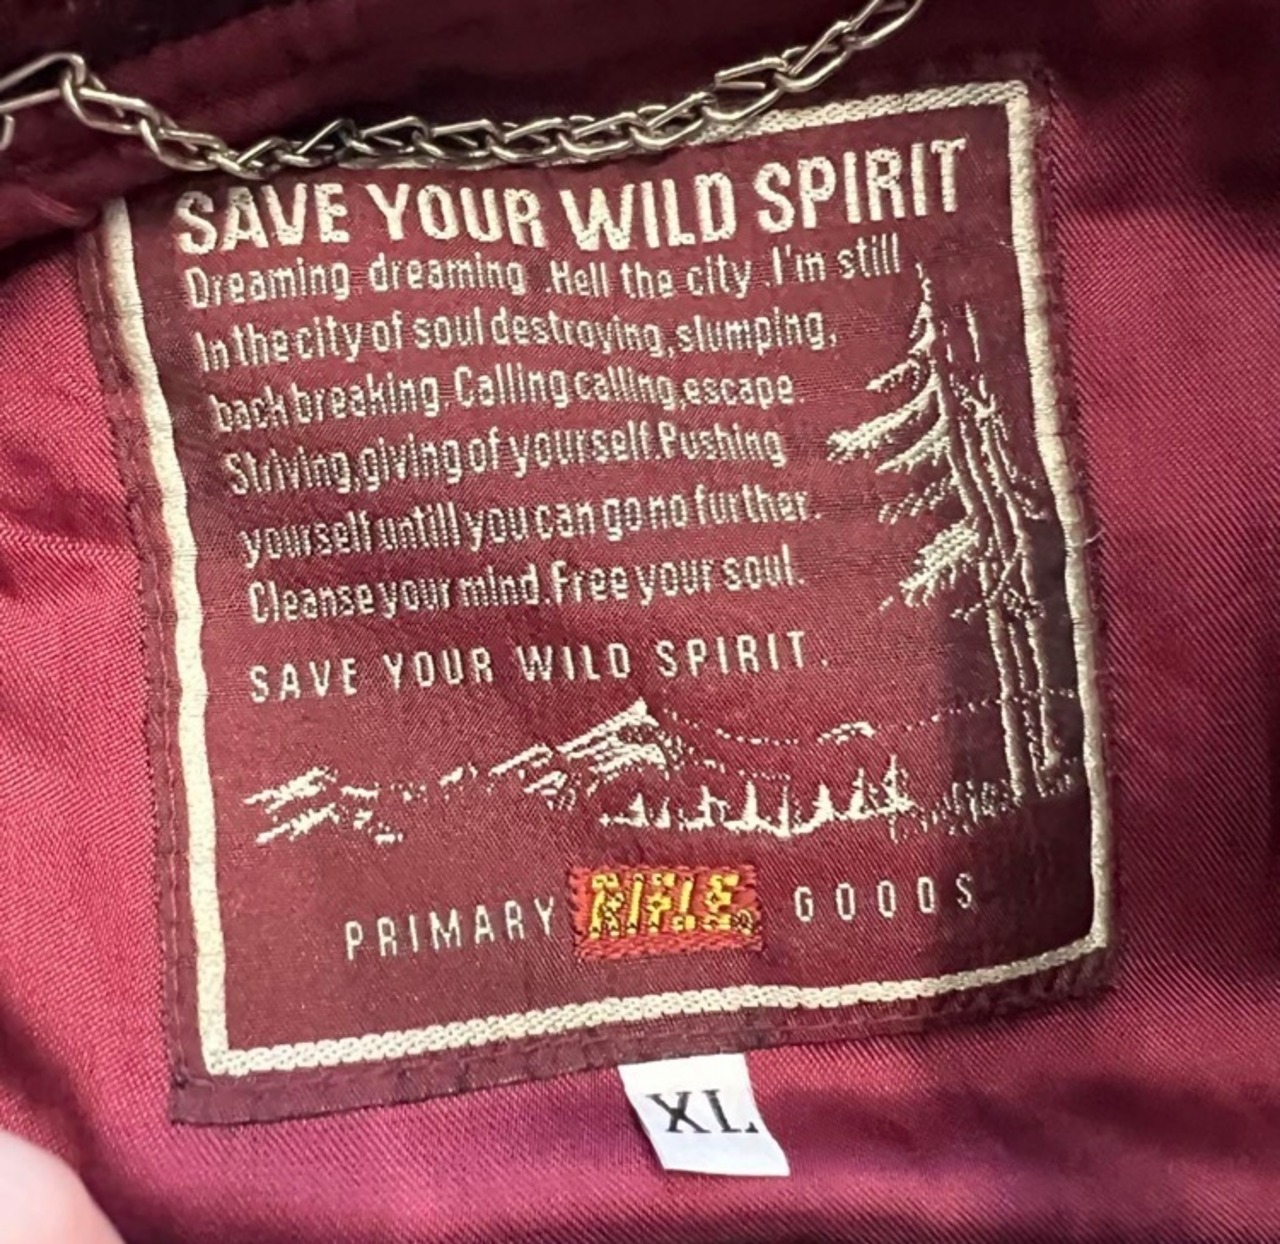 SAVE YOUR WILD SPIRIT
Dreaming dreaming .Hell the city .I'm still
In the city of soul destroying, slumping,
back breaking. Calling calling, escape.
Striving, giving of yourself. Pushing
yourself untill you can go no further.
Cleanse your mind. Free your soul.
SAVE YOUR WILD SPIRIT.
PRIMARY RIFLE® GOODS
XL